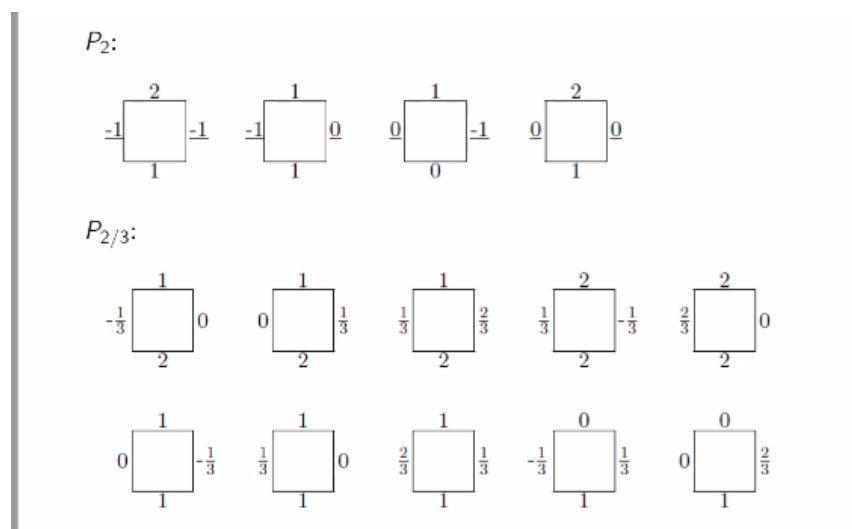 P₂:
2 1 1 2
-1 -1 -1 0 0 -1 0 0
1 1 0 1
P₂/₃:
1 1 1 2 2
-1/3 0 0 1/3 1/3 2/3 1/3 -1/3 2/3 0
2 2 2 2 2
1 1 1 0 0
0 -1/3 1/3 0 2/3 1/3 -1/3 1/3 0 2/3
1 1 1 1 1